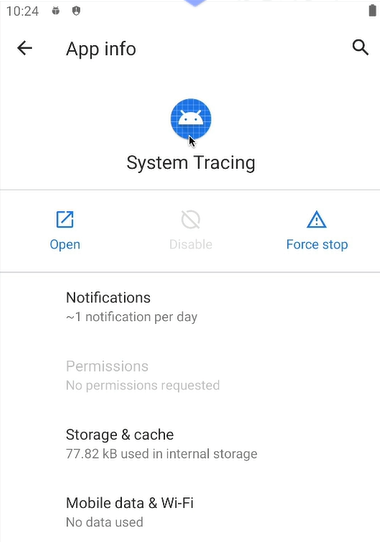 10:24
App info
System Tracing
Open
Disable
Force stop
Notifications
~1 notification per day
Permissions
No permissions requested
Storage & cache
77.82 kB used in internal storage
Mobile data & Wi-Fi
No data used